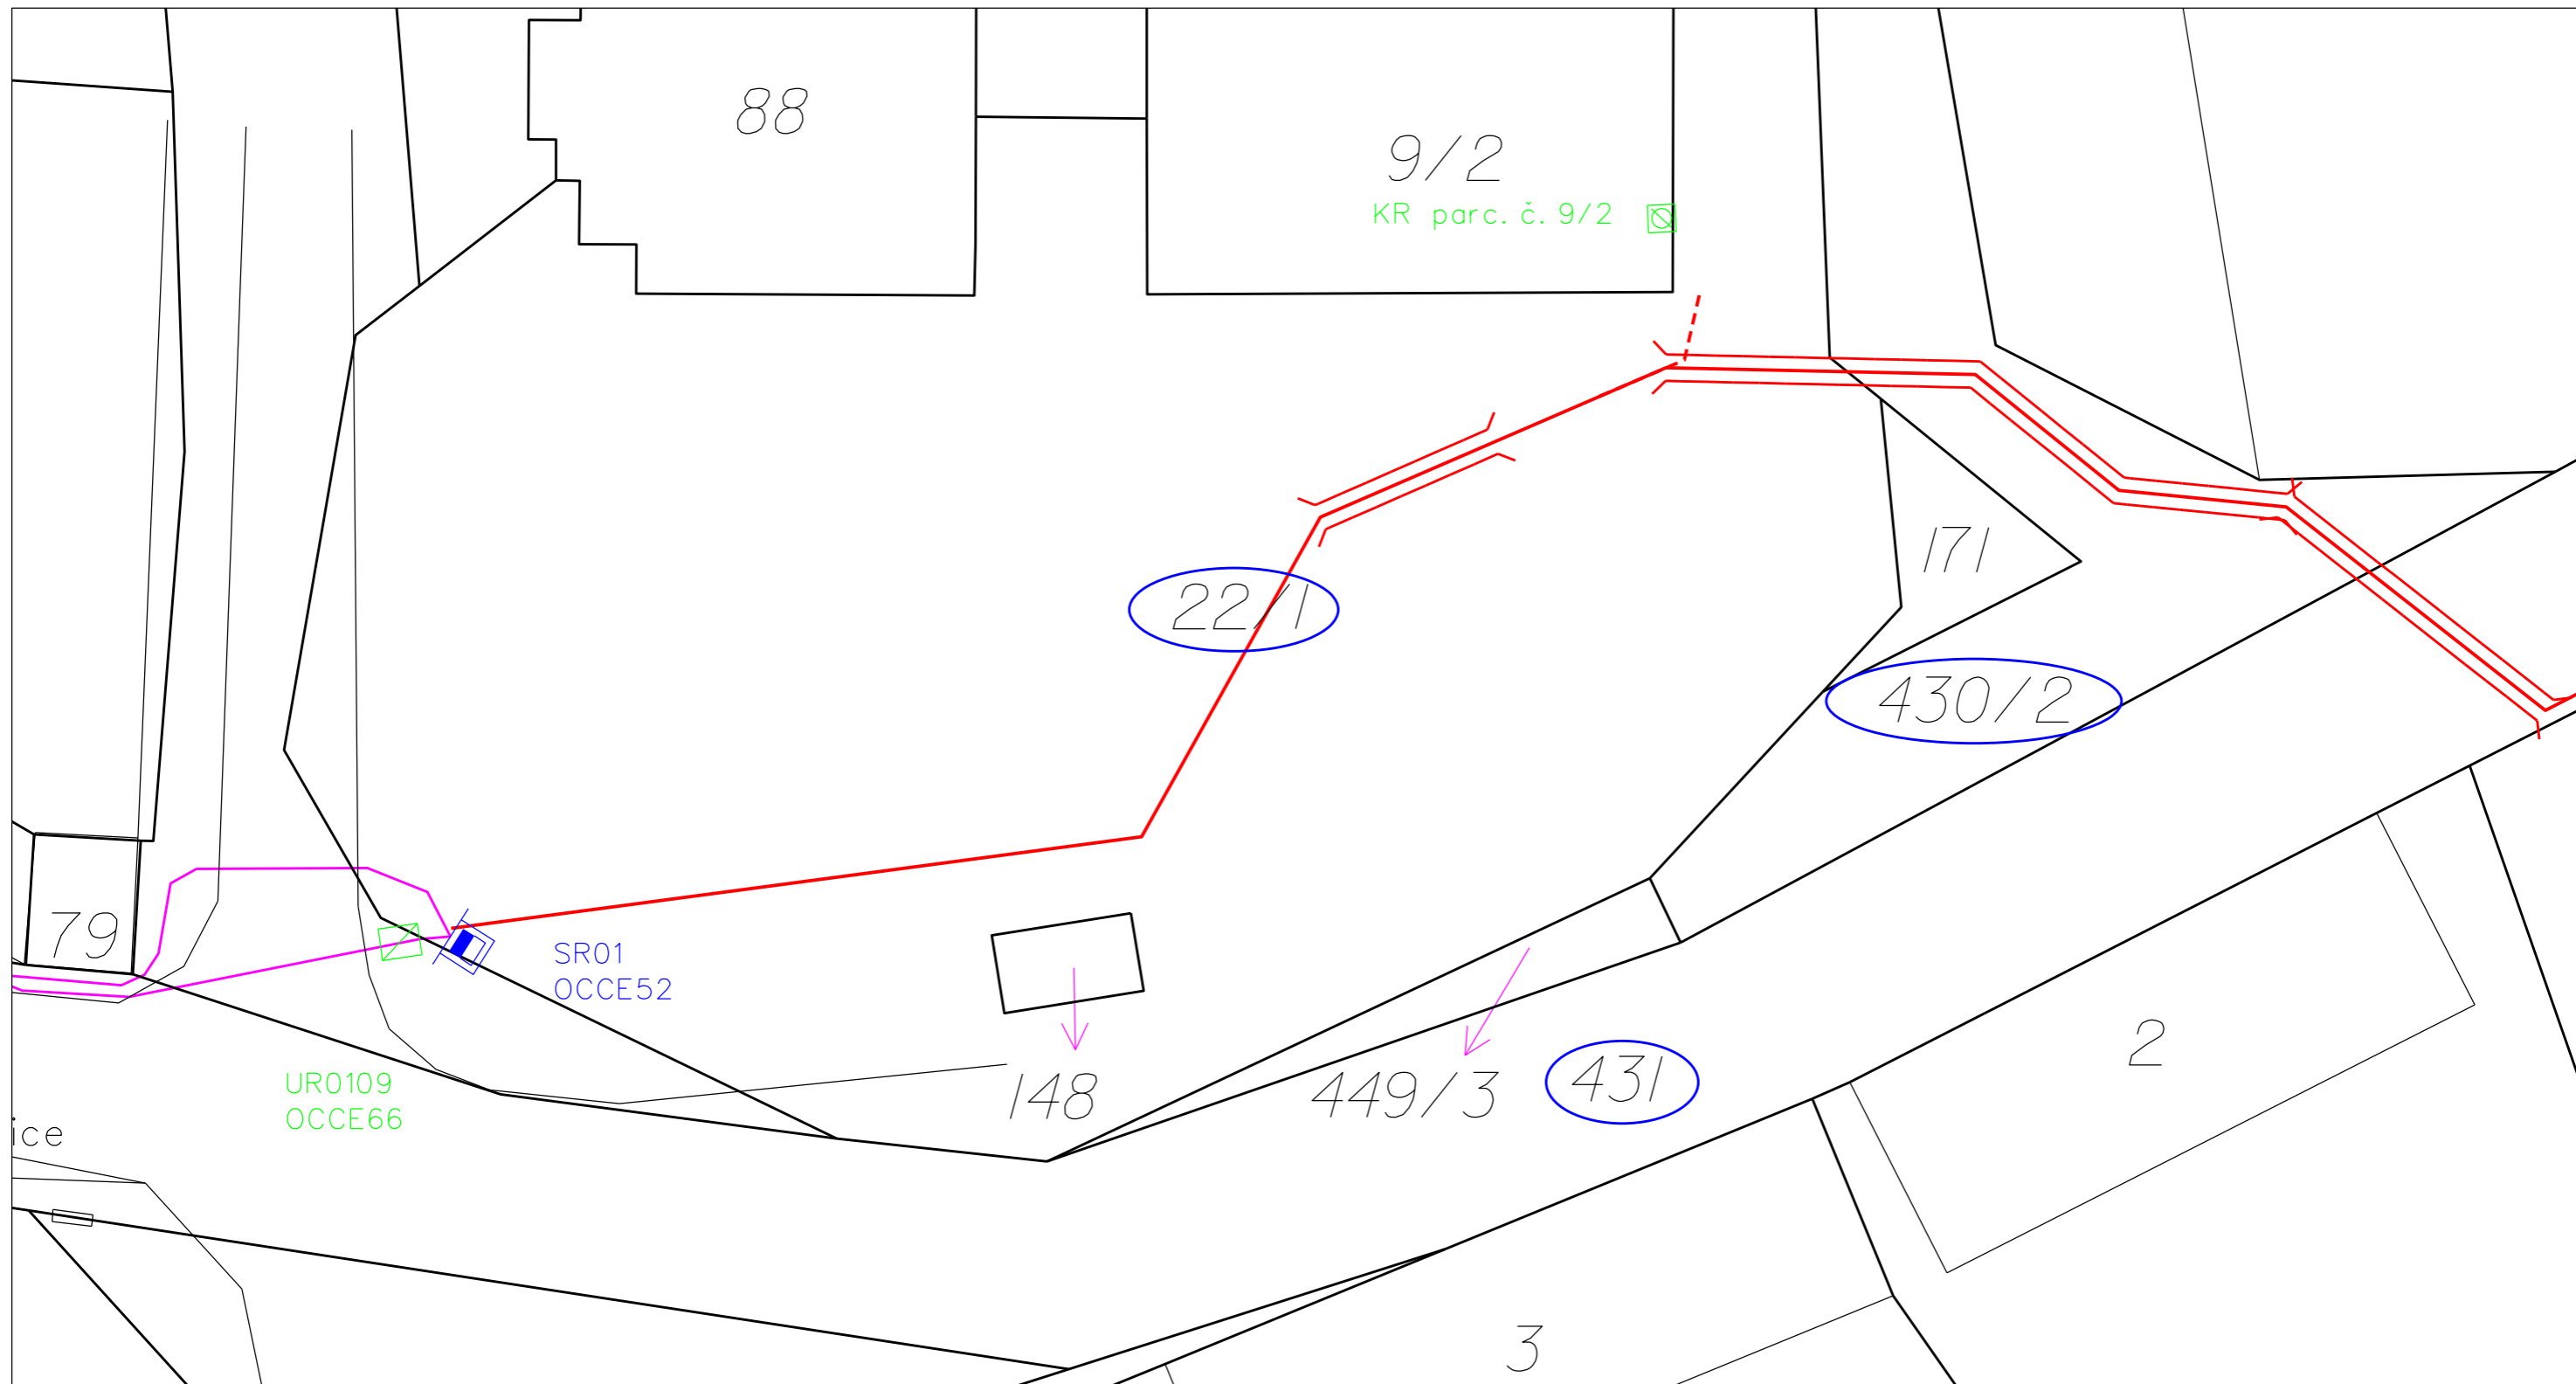 88
9/2
KR parc. č. 9/2
171
22/1
430/2
79
SR01
OCCE52
2
148
449/3
431
UR0109
OCCE66
ice
3